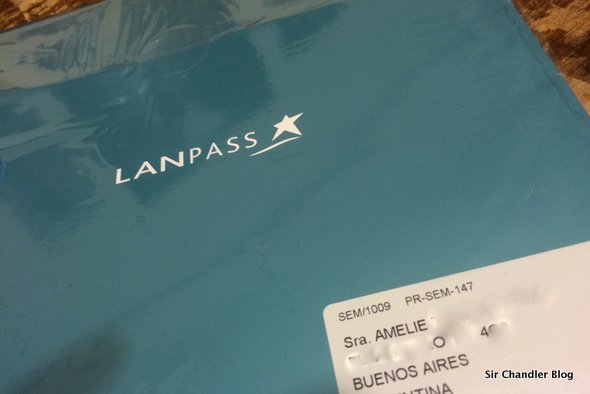 LANPASS
SEM/1009 PR-SEM-147
Sra. AMELIE
BUENOS AIRES
Sir Chandler Blog